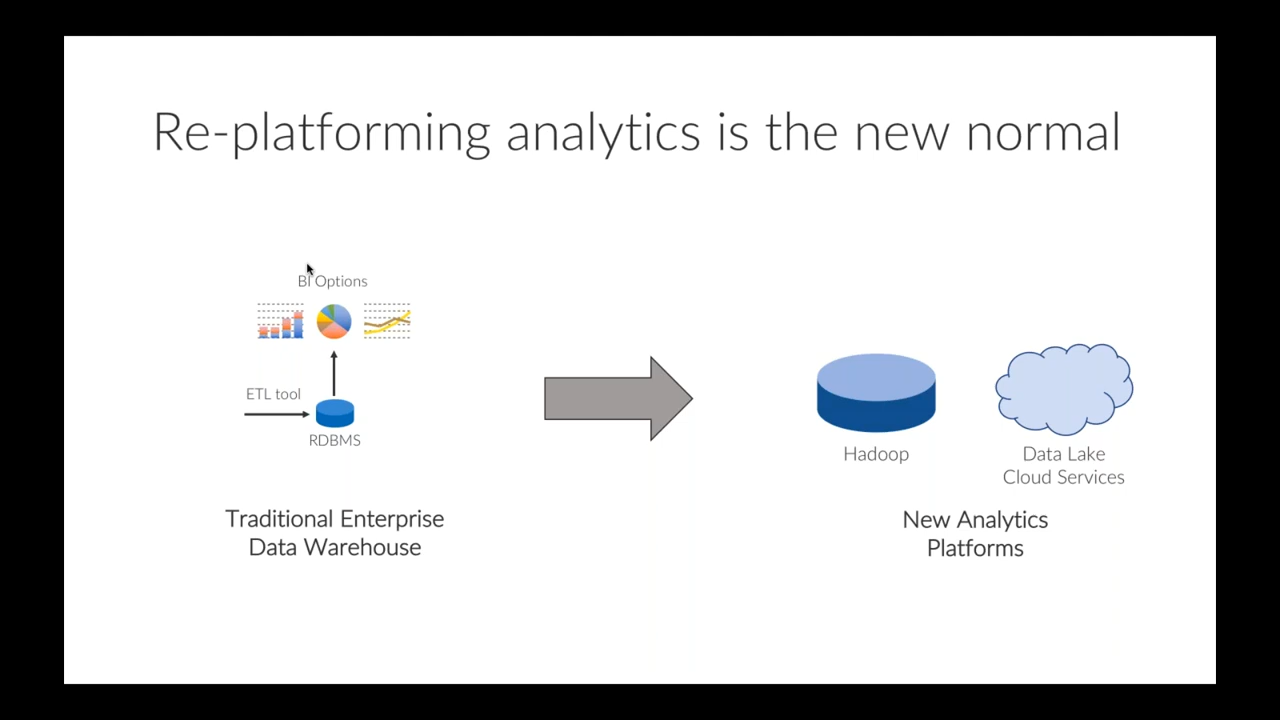 Re-platforming analytics is the new normal
BI Options
ETL tool
RDBMS
Traditional Enterprise
Data Warehouse
Hadoop
Data Lake
Cloud Services
New Analytics
Platforms